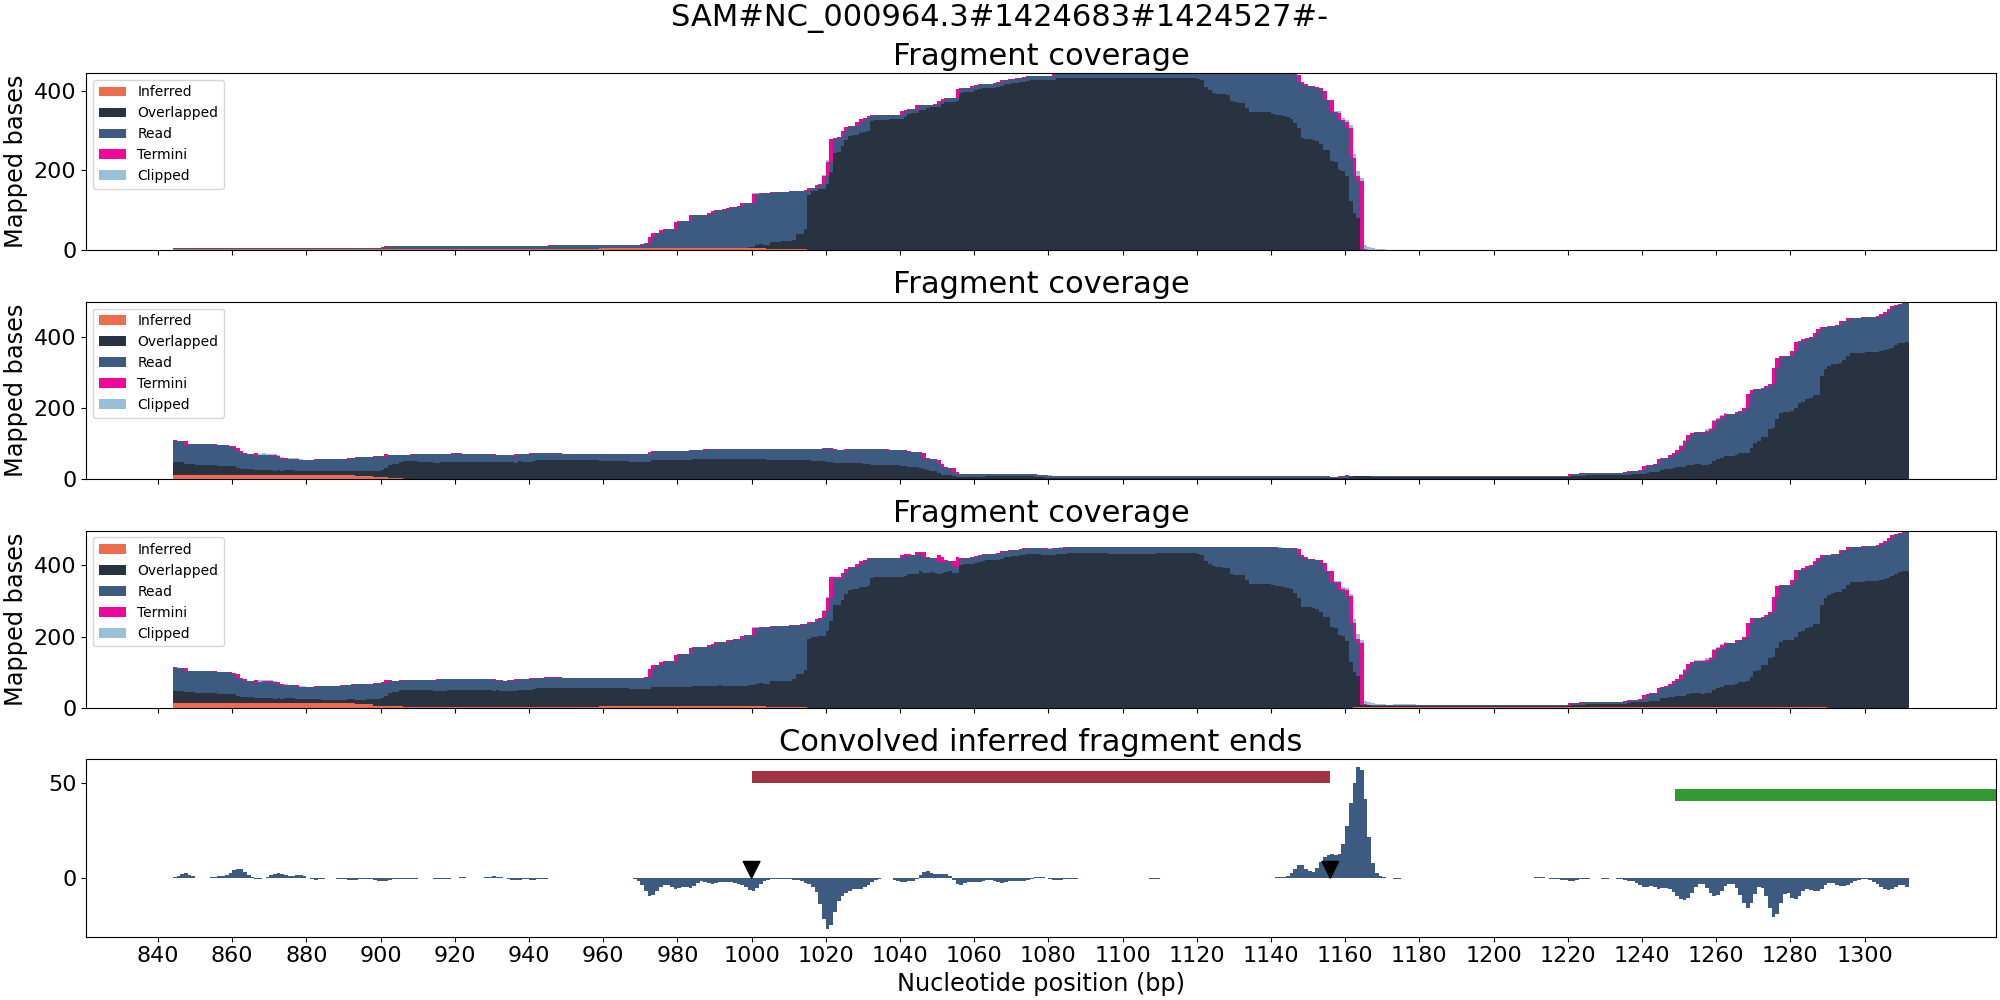 SAM#NC_000964.3#1424683#1424527#-
Fragment coverage
Mapped bases
400
200
0
Inferred
Overlapped
Read
Termini
Clipped
Fragment coverage
Mapped bases
400
200
0
Inferred
Overlapped
Read
Termini
Clipped
Fragment coverage
Mapped bases
400
200
0
Inferred
Overlapped
Read
Termini
Clipped
Convolved inferred fragment ends
50
0
840 860 880 900 920 940 960 980 1000 1020 1040 1060 1080 1100 1120 1140 1160 1180 1200 1220 1240 1260 1280 1300
Nucleotide position (bp)